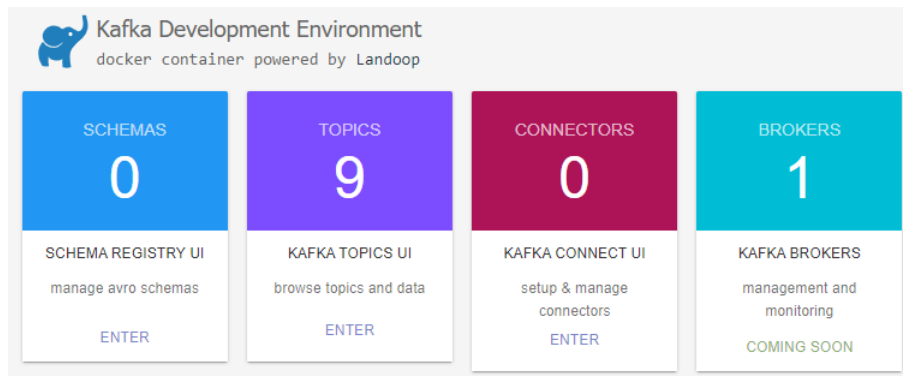 Kafka Development Environment
docker container powered by Landoop
SCHEMAS
0
SCHEMA REGISTRY UI
manage avro schemas
ENTER
TOPICS
9
KAFKA TOPICS UI
browse topics and data
ENTER
CONNECTORS
0
KAFKA CONNECT UI
setup & manage
connectors
ENTER
BROKERS
1
KAFKA BROKERS
management and
monitoring
COMING SOON